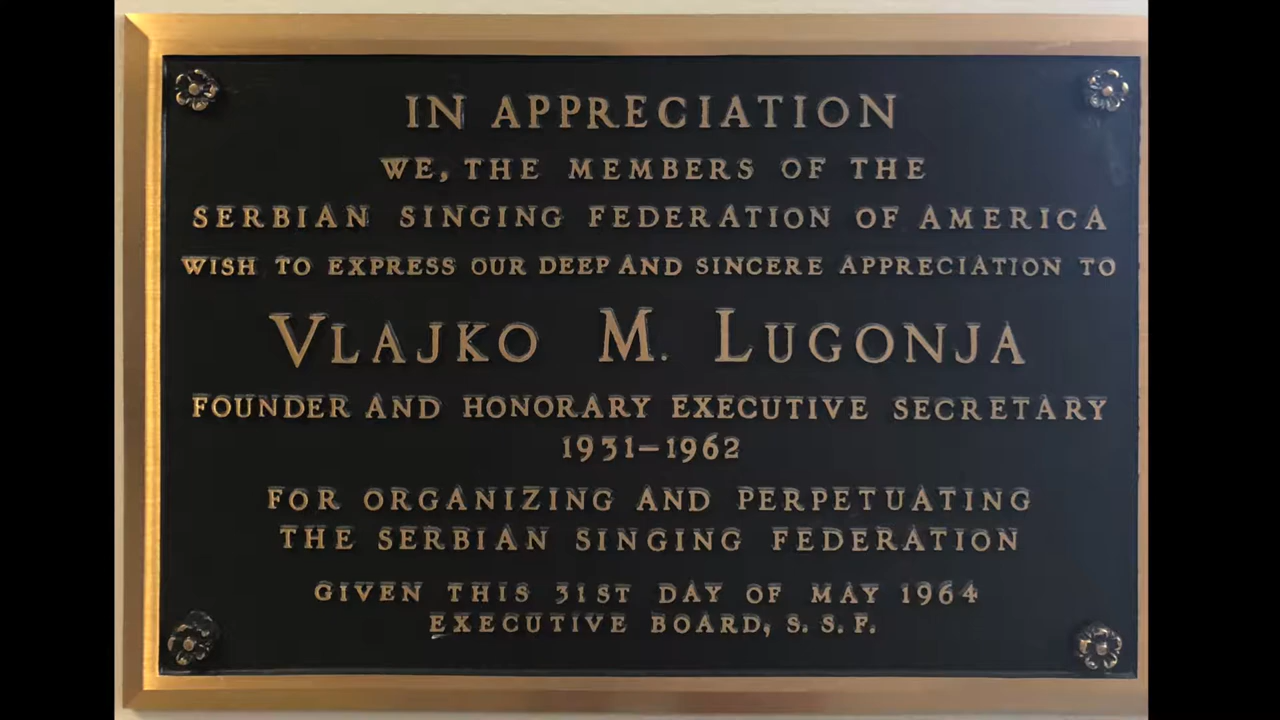 IN APPRECIATION
WE, THE MEMBERS OF THE
SERBIAN SINGING FEDERATION OF AMERICA
WISH TO EXPRESS OUR DEEP AND SINCERE APPRECIATION TO
VLAJKO M. LUGONJA
FOUNDER AND HONORARY EXECUTIVE SECRETARY
1931–1962
FOR ORGANIZING AND PERPETUATING
THE SERBIAN SINGING FEDERATION
GIVEN THIS 31ST DAY OF MAY 1964
EXECUTIVE BOARD, S. S. F.